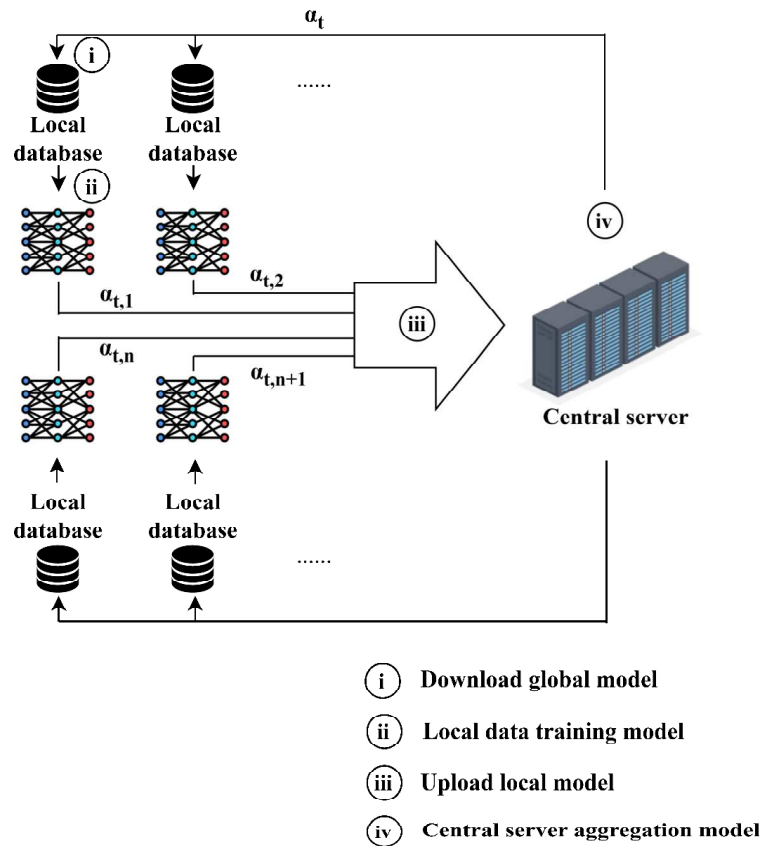 αt
i
......
Local
database
Local
database
ii
iv
αt,1
αt,2
iii
αt,n
αt,n+1
Central server
Local
database
Local
database
......
i Download global model
ii Local data training model
iii Upload local model
iv Central server aggregation model